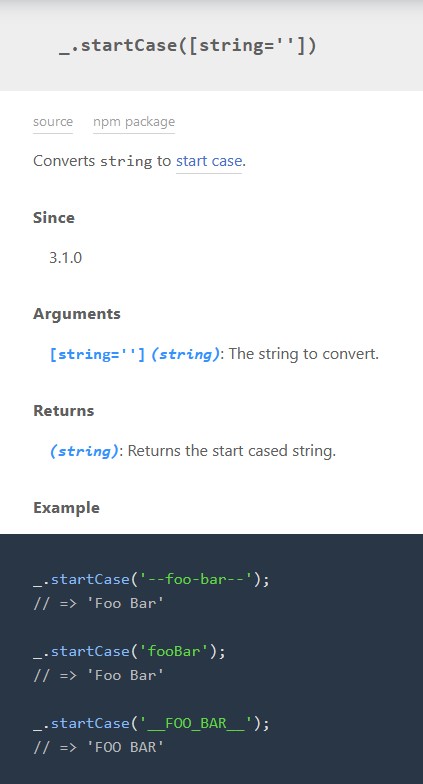 _.startCase([string=''])
source npm package
Converts string to start case.
Since
3.1.0
Arguments
[string=''] (string): The string to convert.
Returns
(string): Returns the start cased string.
Example
_.startCase('--foo-bar--');
// => 'Foo Bar'
_.startCase('fooBar');
// => 'Foo Bar'
_.startCase('__FOO_BAR__');
// => 'FOO BAR'